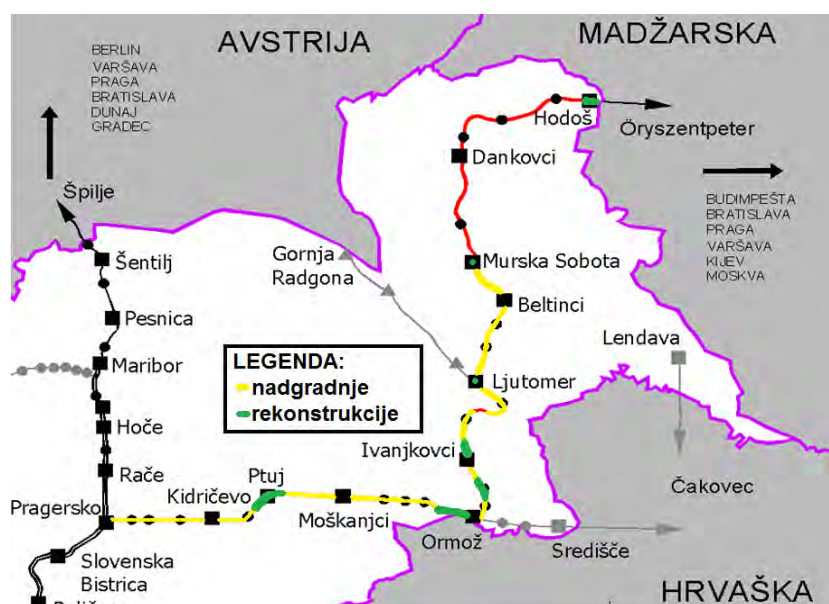 AVSTRIJA
MADŽARSKA
BERLIN
VARŠAVA
PRAGA
BRATISLAVA
DUNAJ
GRADEC
Hodoš
Öryszentpeter
Dankovci
BUDIMPEŠTA
BRATISLAVA
PRAGA
VARŠAVA
KIJEV
MOSKVA
Špilje
Šentilj
Gornja
Radgona
Murska Sobota
Beltinci
Pesnica
Lendava
LEGENDA:
nadgradnje
rekonstrukcije
Maribor
Ljutomer
Hoče
Ivanjkovci
Rače
Ptuj
Kidričevo
Čakovec
Pragersko
Moškanjci
Ormož
Središče
Slovenska
Bistrica
HRVAŠKA